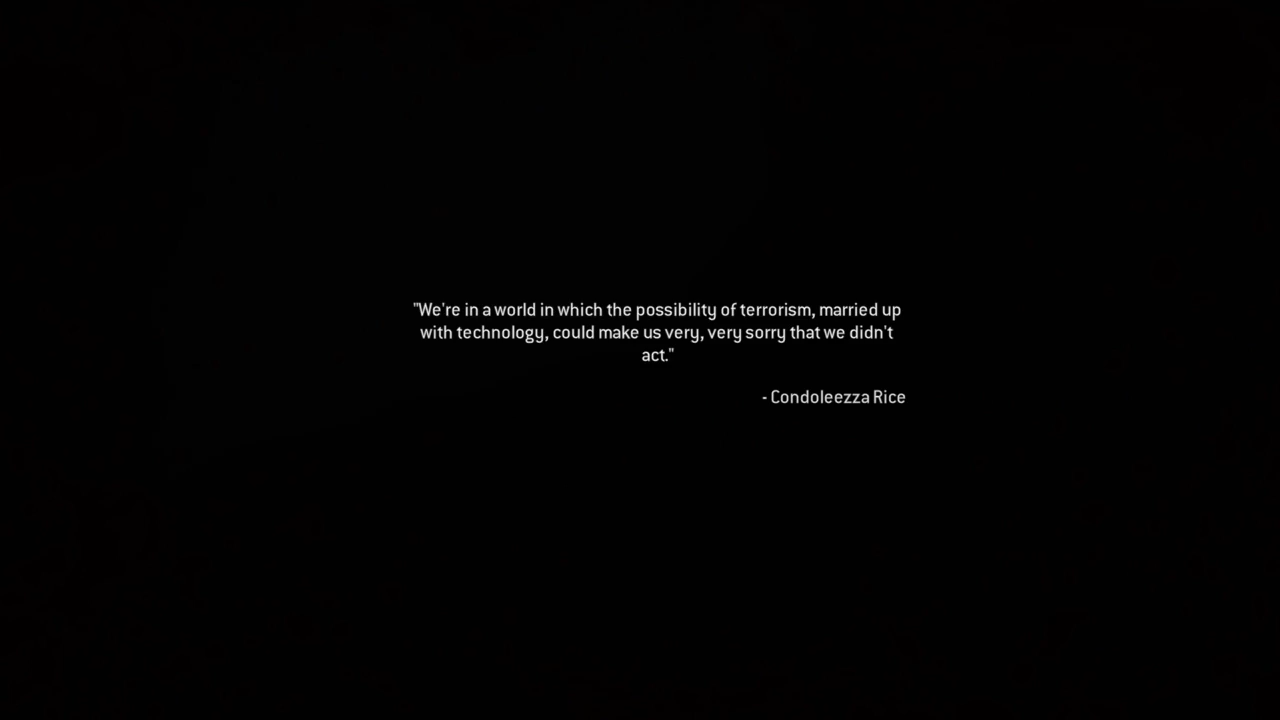 "We're in a world in which the possibility of terrorism, married up
with technology, could make us very, very sorry that we didn't
act."
- Condoleezza Rice